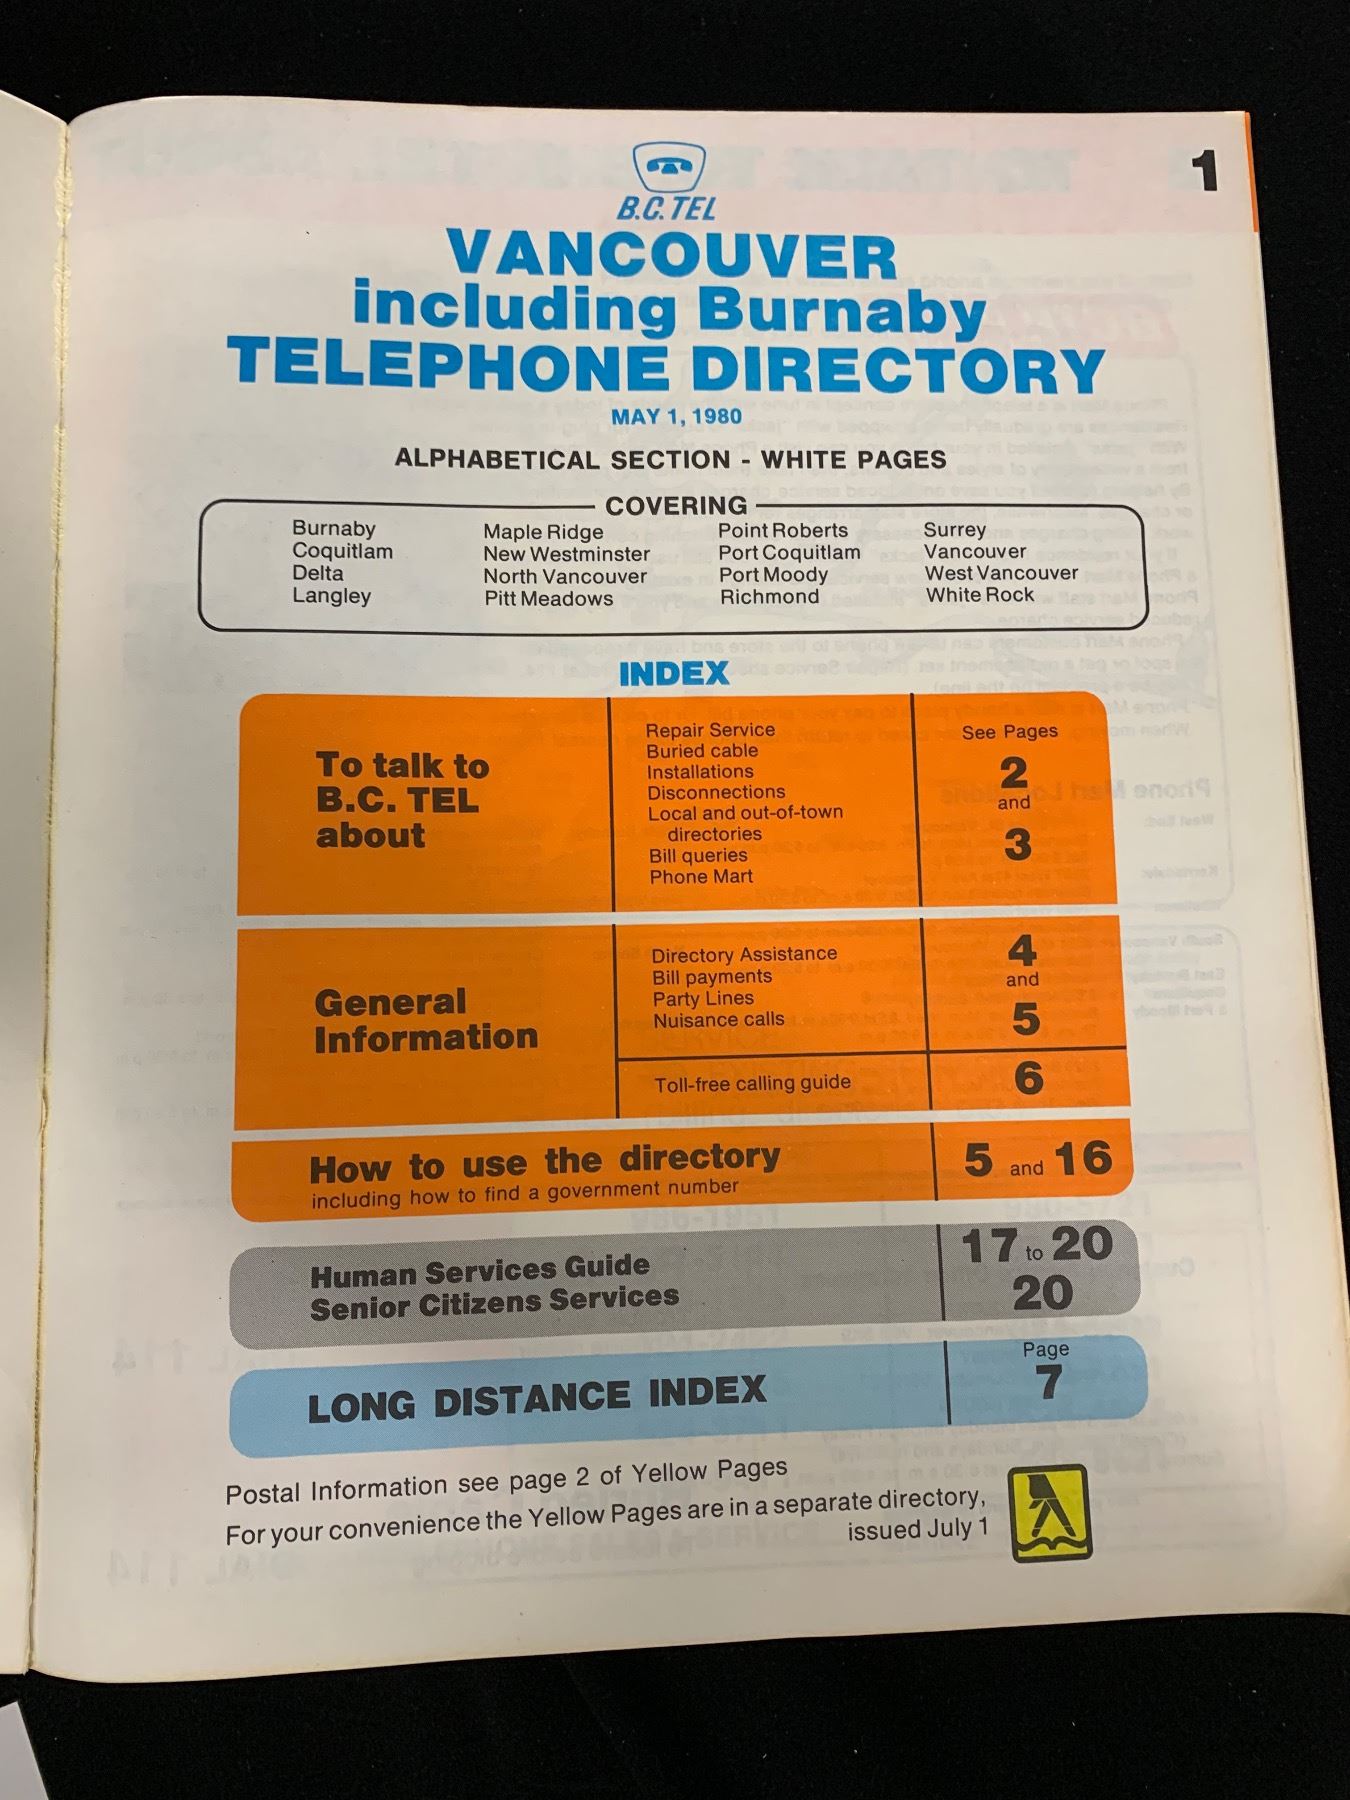 1
B.C. TEL
VANCOUVER
including Burnaby
TELEPHONE DIRECTORY
MAY 1, 1980
ALPHABETICAL SECTION - WHITE PAGES
COVERING
Burnaby
Coquitlam
Delta
Langley
Maple Ridge
New Westminster
North Vancouver
Pitt Meadows
Point Roberts
Port Coquitlam
Port Moody
Richmond
Surrey
Vancouver
West Vancouver
White Rock
INDEX
To talk to
B.C. TEL
about
Repair Service
Buried cable
Installations
Disconnections
Local and out-of-town
directories
Bill queries
Phone Mart
See Pages
2
and
3
General
Information
Directory Assistance
Bill payments
Party Lines
Nuisance calls
4
and
5
Toll-free calling guide
6
How to use the directory
including how to find a government number
5 and 16
Human Services Guide
17 to 20
Senior Citizens Services
20
LONG DISTANCE INDEX
Page
7
Postal Information see page 2 of Yellow Pages
For your convenience the Yellow Pages are in a separate directory,
issued July 1